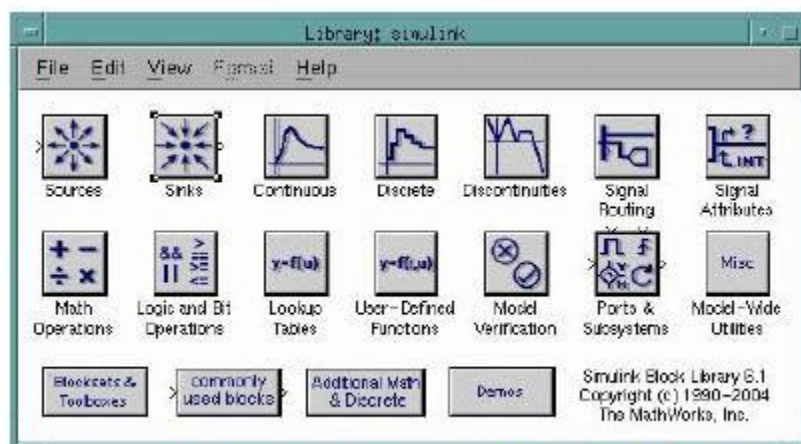 Library: simulink
File Edit View Format Help
Sources Sinks Continuous Discrete Discontinuities Signal Routing Signal Attributes
? INT
+ − ÷ × && || > >= <= y=f(u) y=f(u) Misc
Math Operations Logic and Bit Operations Lookup Tables User-Defined Functions Model Verification Ports & Subsystems Model-Wide Utilities
Blocksets & Toolboxes
commonly used blocks
Additional Math & Discrete
Demos
Simulink Block Library 6.1
Copyright (c) 1990-2004
The MathWorks, Inc.